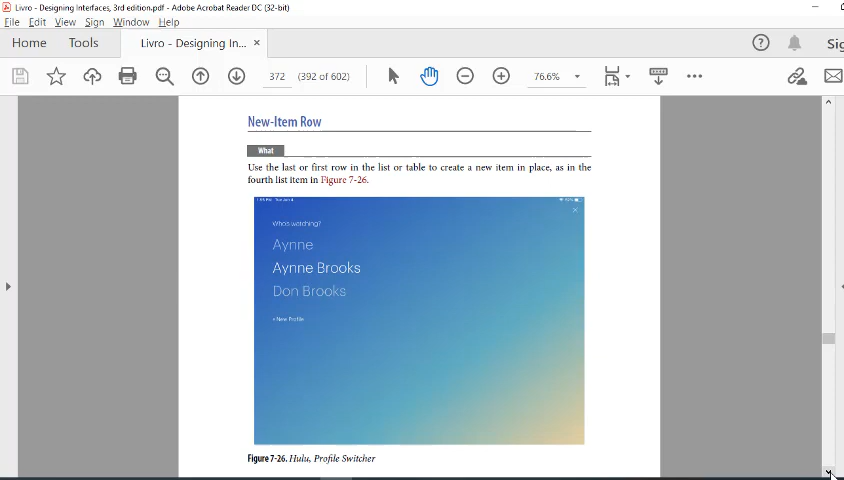 Livro - Designing Interfaces, 3rd edition.pdf - Adobe Acrobat Reader DC (32-bit)
File Edit View Sign Window Help
Home Tools Livro - Designing In... ×
372 (392 of 602) 76.6%
New-Item Row
What
Use the last or first row in the list or table to create a new item in place, as in the
fourth list item in Figure 7-26.
Who's watching?
Aynne
Aynne Brooks
Don Brooks
+ New Profile
Figure 7-26. Hulu, Profile Switcher